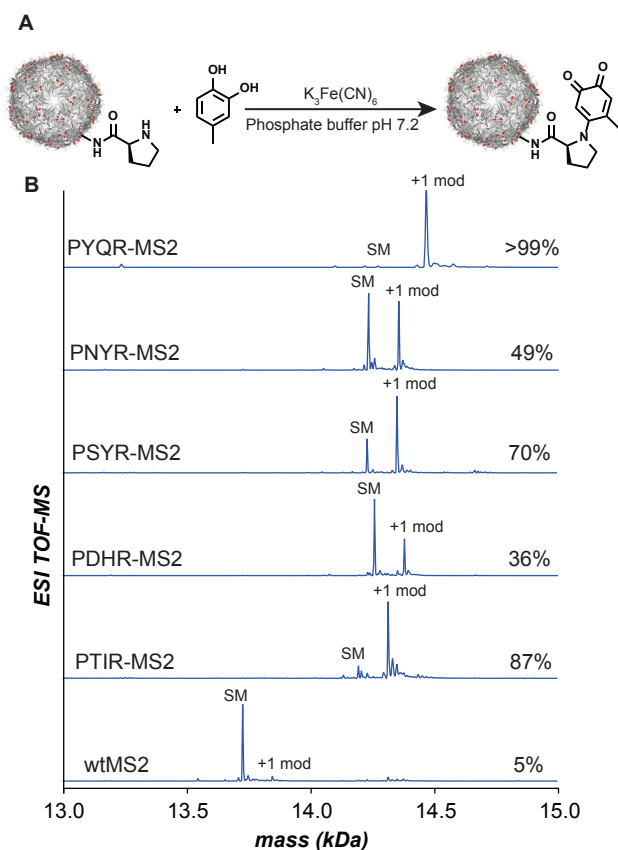 A
O
N
H
H
N
+
OH
OH
K3Fe(CN)6
Phosphate buffer pH 7.2
O
O
O
N
H
N
B
+1 mod
PYQR-MS2
SM
>99%
SM
+1 mod
PNYR-MS2
49%
+1 mod
PSYR-MS2
SM
70%
SM
PDHR-MS2
+1 mod
36%
+1 mod
PTIR-MS2
SM
87%
SM
wtMS2
+1 mod
5%
ESI TOF-MS
13.0 13.5 14.0 14.5 15.0
mass (kDa)